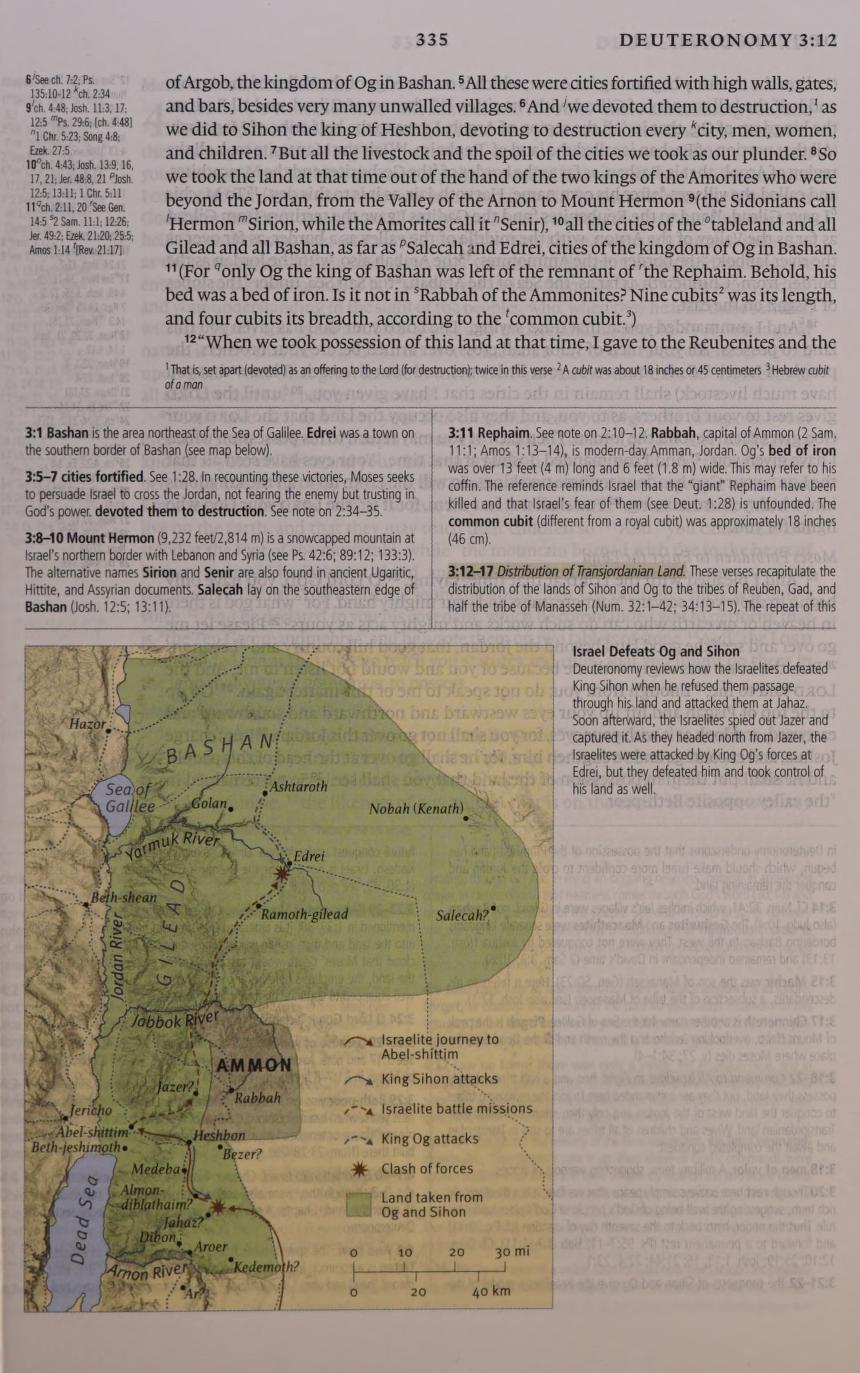 335 DEUTERONOMY 3:12
6 ʲSee ch. 7:2; Ps.
135:10-12 ᵏch. 2:34
9 ˡch. 4:48; Josh. 11:3, 17;
12:5 ᵐPs. 29:6; [ch. 4:48]
ⁿ1 Chr. 5:23; Song 4:8;
Ezek. 27:5
10 ᵒch. 4:43; Josh. 13:9, 16,
17, 21; Jer. 48:8, 21 ᵖJosh.
12:5; 13:11; 1 Chr. 5:11
11 ᑫch. 2:11, 20 ʳSee Gen.
14:5 ˢ2 Sam. 11:1; 12:26;
Jer. 49:2; Ezek. 21:20; 25:5;
Amos 1:14 ᵗ[Rev. 21:17]
of Argob, the kingdom of Og in Bashan. ⁵All these were cities fortified with high walls, gates,
and bars, besides very many unwalled villages. ⁶And ʲwe devoted them to destruction,¹ as
we did to Sihon the king of Heshbon, devoting to destruction every ᵏcity, men, women,
and children. ⁷But all the livestock and the spoil of the cities we took as our plunder. ⁸So
we took the land at that time out of the hand of the two kings of the Amorites who were
beyond the Jordan, from the Valley of the Arnon to Mount Hermon ⁹(the Sidonians call
ˡHermon ᵐSirion, while the Amorites call it ⁿSenir), ¹⁰all the cities of the ᵒtableland and all
Gilead and all Bashan, as far as ᵖSalecah and Edrei, cities of the kingdom of Og in Bashan.
¹¹(For ᑫonly Og the king of Bashan was left of the remnant of ʳthe Rephaim. Behold, his
bed was a bed of iron. Is it not in ˢRabbah of the Ammonites? Nine cubits² was its length,
and four cubits its breadth, according to the ᵗcommon cubit.³)
¹²“When we took possession of this land at that time, I gave to the Reubenites and the
¹ That is, set apart (devoted) as an offering to the Lord (for destruction); twice in this verse ² A cubit was about 18 inches or 45 centimeters ³ Hebrew cubit
of a man
3:1 Bashan is the area northeast of the Sea of Galilee. Edrei was a town on
the southern border of Bashan (see map below).
3:5–7 cities fortified. See 1:28. In recounting these victories, Moses seeks
to persuade Israel to cross the Jordan, not fearing the enemy but trusting in
God's power. devoted them to destruction. See note on 2:34–35.
3:8–10 Mount Hermon (9,232 feet/2,814 m) is a snowcapped mountain at
Israel's northern border with Lebanon and Syria (see Ps. 42:6; 89:12; 133:3).
The alternative names Sirion and Senir are also found in ancient Ugaritic,
Hittite, and Assyrian documents. Salecah lay on the southeastern edge of
Bashan (Josh. 12:5; 13:11).
3:11 Rephaim. See note on 2:10–12. Rabbah, capital of Ammon (2 Sam.
11:1; Amos 1:13–14), is modern-day Amman, Jordan. Og's bed of iron
was over 13 feet (4 m) long and 6 feet (1.8 m) wide. This may refer to his
coffin. The reference reminds Israel that the “giant” Rephaim have been
killed and that Israel's fear of them (see Deut. 1:28) is unfounded. The
common cubit (different from a royal cubit) was approximately 18 inches
(46 cm).
3:12–17 Distribution of Transjordanian Land. These verses recapitulate the
distribution of the lands of Sihon and Og to the tribes of Reuben, Gad, and
half the tribe of Manasseh (Num. 32:1–42; 34:13–15). The repeat of this
Israel Defeats Og and Sihon
Deuteronomy reviews how the Israelites defeated
King Sihon when he refused them passage
through his land and attacked them at Jahaz.
Soon afterward, the Israelites spied out Jazer and
captured it. As they headed north from Jazer, the
Israelites were attacked by King Og's forces at
Edrei, but they defeated him and took control of
his land as well.
Hazor
BASHAN
Sea of
Galilee
Golan
Ashtaroth
Nobah (Kenath)
Yarmuk River
Edrei
Beth-shean
Ramoth-gilead
Salecah?
GILEAD
Jordan River
Jabbok River
AMMON
Jazer?
Rabbah
Jericho
Abel-shittim
Heshbon
Beth-jeshimoth
Bezer?
Medeba
Almon-
diblathaim?
Jahaz?
Dead Sea
Dibon
Aroer
Arnon River
Kedemoth?
Ar?
Israelite journey to
Abel-shittim
King Sihon attacks
Israelite battle missions
King Og attacks
Clash of forces
Land taken from
Og and Sihon
0 10 20 30 mi
0 20 40 km